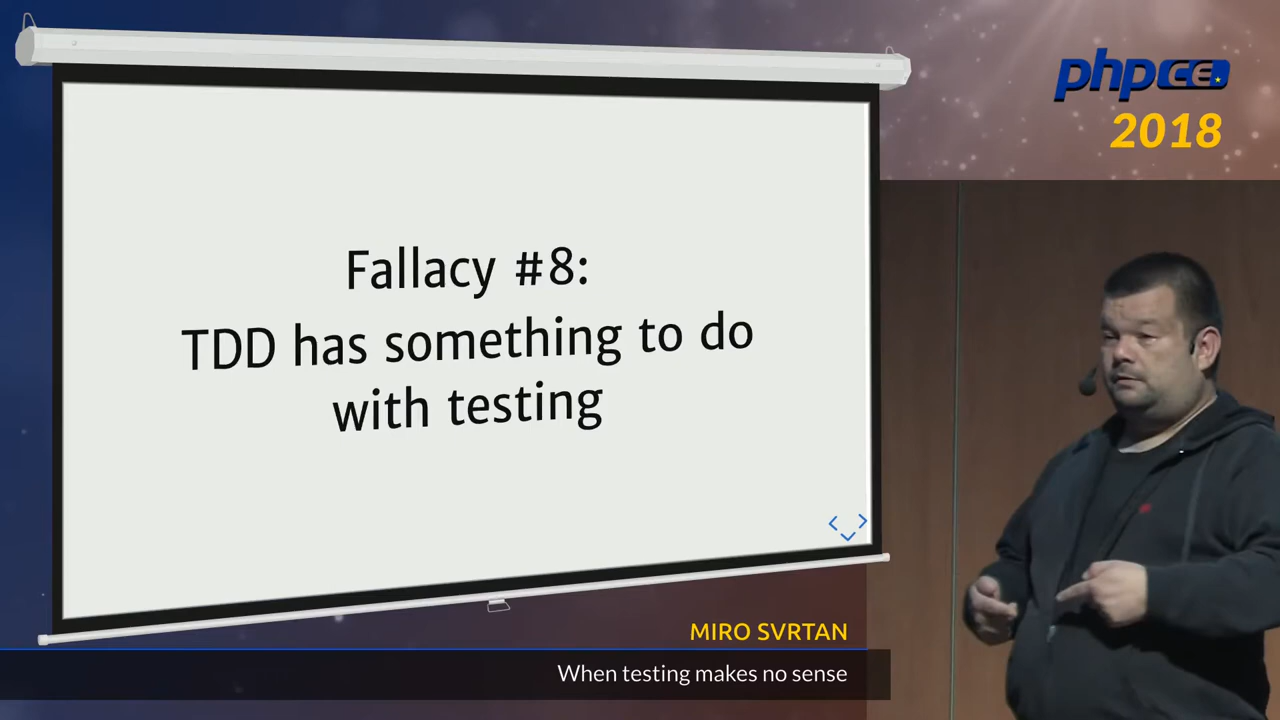 phpce
2018
Fallacy #8:
TDD has something to do
with testing
MIRO SVRTAN
When testing makes no sense